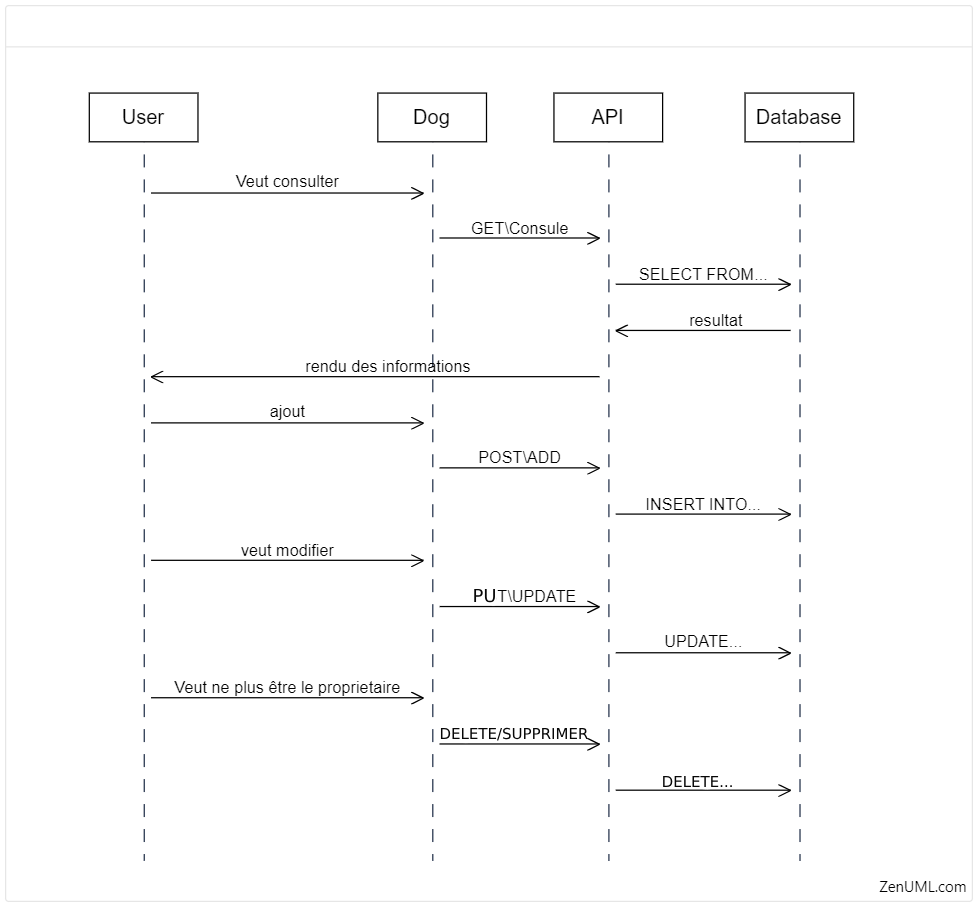 User
Dog
API
Database
Veut consulter
GET\Consule
SELECT FROM...
resultat
rendu des informations
ajout
POST\ADD
INSERT INTO...
veut modifier
PUT\UPDATE
UPDATE...
Veut ne plus être le proprietaire
DELETE/SUPPRIMER
DELETE...
ZenUML.com